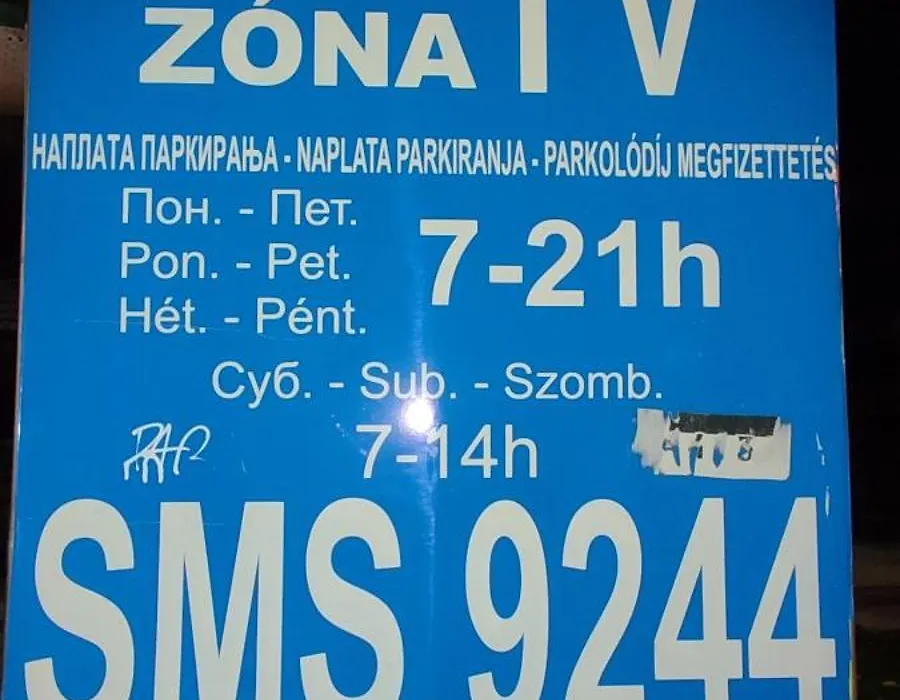 ZÓNA I V
НАПЛАТА ПАРКИРАЊА - NAPLATA PARKIRANJA - PARKOLÓDÍJ MEGFIZETTETÉS
Пон. - Пет.
Pon. - Pet.
Hét. - Pént.
7-21h
Суб. - Sub. - Szomb.
7-14h
SMS 9244